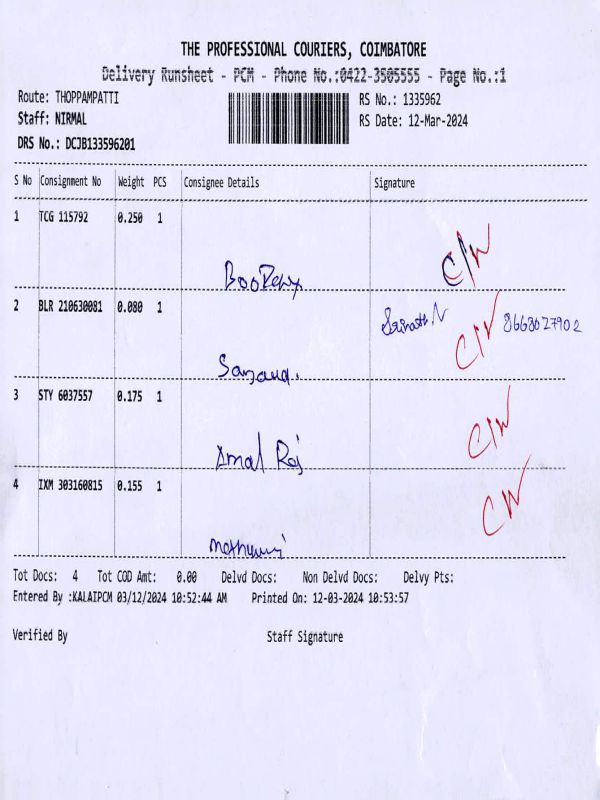 THE PROFESSIONAL COURIERS, COIMBATORE
Delivery Runsheet - PCM - Phone No.:0422-3505555 - Page No.:1
Route: THOPPAMPATTI
RS No.: 1335962
Staff: NIRMAL
RS Date: 12-Mar-2024
DRS No.: DCJB133596201
S No Consignment No Weight PCS Consignee Details Signature
1 TCG 115792 0.250 1
2 BLR 210630081 0.080 1
Srinath.N 8668027902
3 STY 6037557 0.175 1
Amal Raj
4 IXM 303160815 0.155 1
Tot Docs: 4 Tot COD Amt: 0.00 Delvd Docs: Non Delvd Docs: Delvy Pts:
Entered By :KALAIPCM 03/12/2024 10:52:44 AM Printed On: 12-03-2024 10:53:57
Verified By Staff Signature